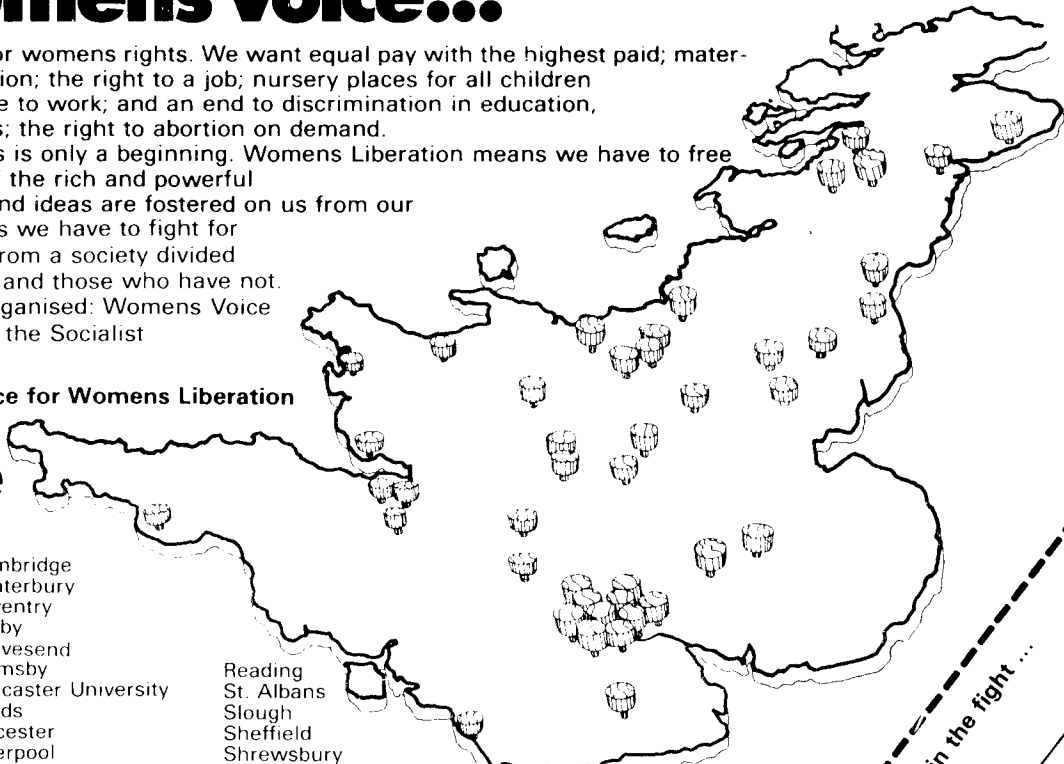 mens voice...
or womens rights. We want equal pay with the highest paid; mater-
ion; the right to a job; nursery places for all children
e to work; and an end to discrimination in education,
s; the right to abortion on demand.
s is only a beginning. Womens Liberation means we have to free
the rich and powerful
nd ideas are fostered on us from our
s we have to fight for
rom a society divided
and those who have not.
rganised: Womens Voice
the Socialist
ce for Womens Liberation
e
mbridge
nterbury
ventry
by
vesend
msby
caster University
ds
cester
erpool
Reading
St. Albans
Slough
Sheffield
Shrewsbury
in the fight ...